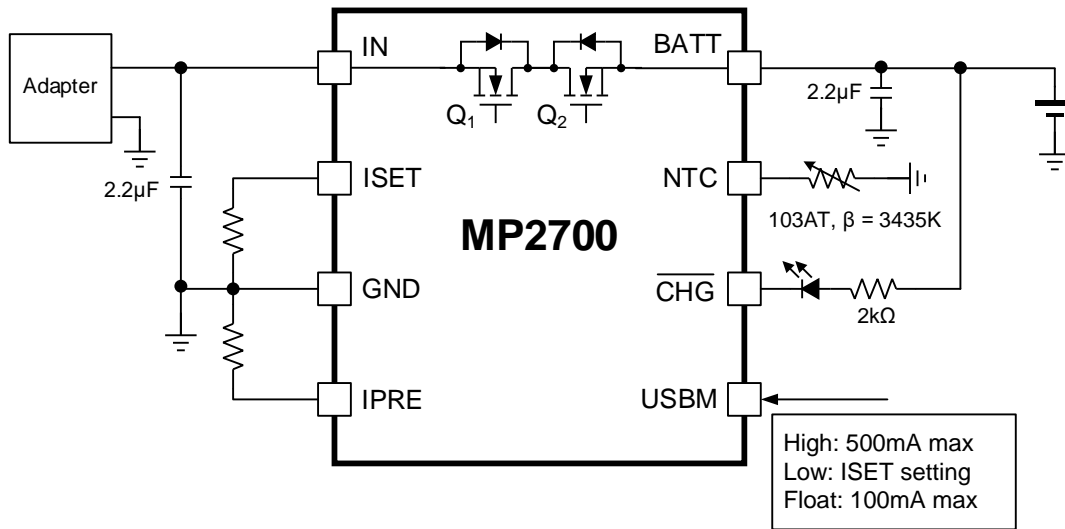 Adapter
IN
BATT
Q1
Q2
2.2µF
2.2µF
ISET
NTC
103AT, β = 3435K
MP2700
GND
CHG
2kΩ
IPRE
USBM
High: 500mA max
Low: ISET setting
Float: 100mA max